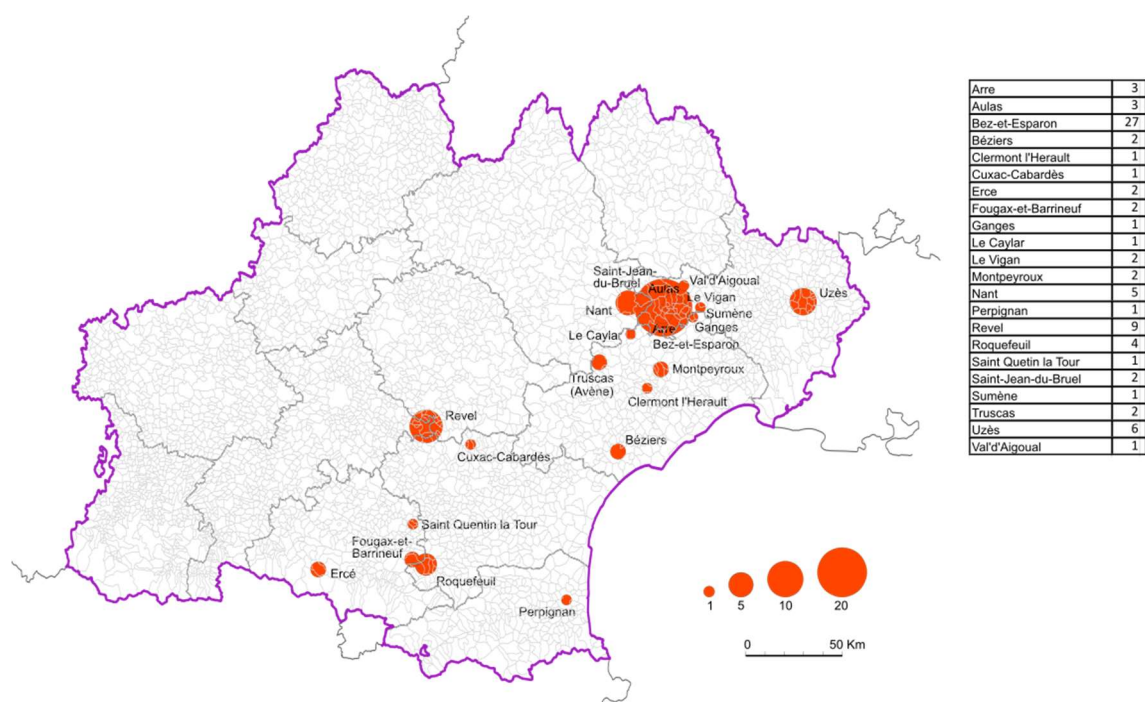 Saint-Jean-
du-Bruel
Val'd'Aigoual
Aulas
Le Vigan
Uzès
Nant
Sumène
Arre
Ganges
Le Caylar
Bez-et-Esparon
Truscas
(Avène)
Montpeyroux
Clermont l'Herault
Revel
Béziers
Cuxac-Cabardès
Saint Quentin la Tour
Fougax-et-
Barrineuf
Ercé
Roquefeuil
Perpignan
1 5 10 20
0 50 Km
Arre 3
Aulas 3
Bez-et-Esparon 27
Béziers 2
Clermont l'Herault 1
Cuxac-Cabardès 1
Erce 2
Fougax-et-Barrineuf 2
Ganges 1
Le Caylar 1
Le Vigan 2
Montpeyroux 2
Nant 5
Perpignan 1
Revel 9
Roquefeuil 4
Saint Quetin la Tour 1
Saint-Jean-du-Bruel 2
Sumène 1
Truscas 2
Uzès 6
Val'd'Aigoual 1